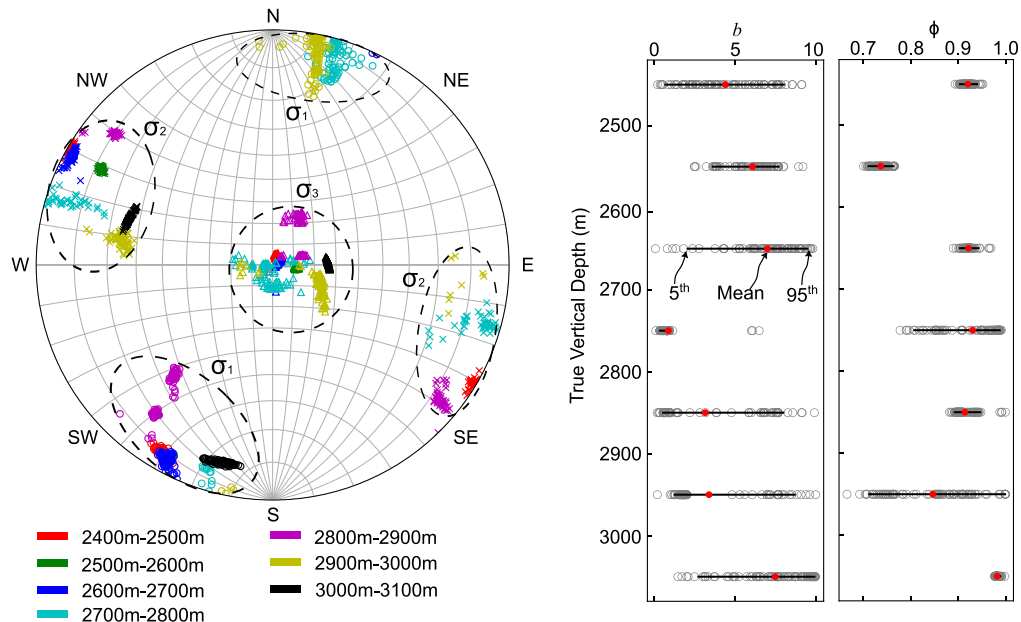 N
NW
NE
W
E
SW
SE
S
σ1
σ2
σ3
σ2
σ1
2400m-2500m
2500m-2600m
2600m-2700m
2700m-2800m
2800m-2900m
2900m-3000m
3000m-3100m
b
0 5 10
ϕ
0.7 0.8 0.9 1.0
True Vertical Depth (m)
2500
2600
2700
2800
2900
3000
5th Mean 95th